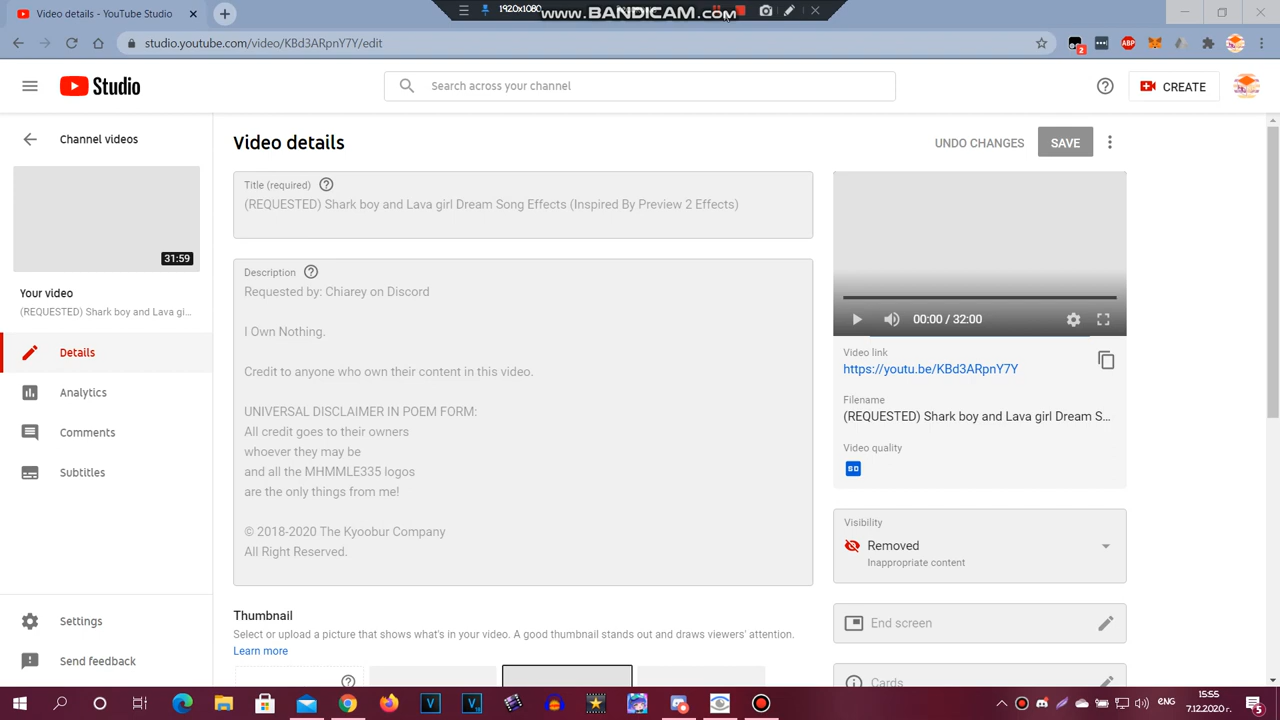 Video details - YouTube Studio
1920x1080
www.BANDICAM.com
studio.youtube.com/video/KBd3ARpnY7Y/edit
2
ABP
Studio
Search across your channel
CREATE
Channel videos
Video details
UNDO CHANGES
SAVE
31:59
Title (required)
(REQUESTED) Shark boy and Lava girl Dream Song Effects (Inspired By Preview 2 Effects)
Your video
(REQUESTED) Shark boy and Lava gi...
Description
Requested by: Chiarey on Discord
I Own Nothing.
Credit to anyone who own their content in this video.
UNIVERSAL DISCLAIMER IN POEM FORM:
All credit goes to their owners
whoever they may be
and all the MHMMLE335 logos
are the only things from me!
© 2018-2020 The Kyoobur Company
All Right Reserved.
00:00 / 32:00
Video link
https://youtu.be/KBd3ARpnY7Y
Filename
(REQUESTED) Shark boy and Lava girl Dream S...
Video quality
SD
Details
Analytics
Comments
Subtitles
Visibility
Removed
Inappropriate content
Thumbnail
Select or upload a picture that shows what's in your video. A good thumbnail stands out and draws viewers' attention.
Learn more
End screen
Cards
Settings
Send feedback
ENG
15:55
7.12.2020 г.
5